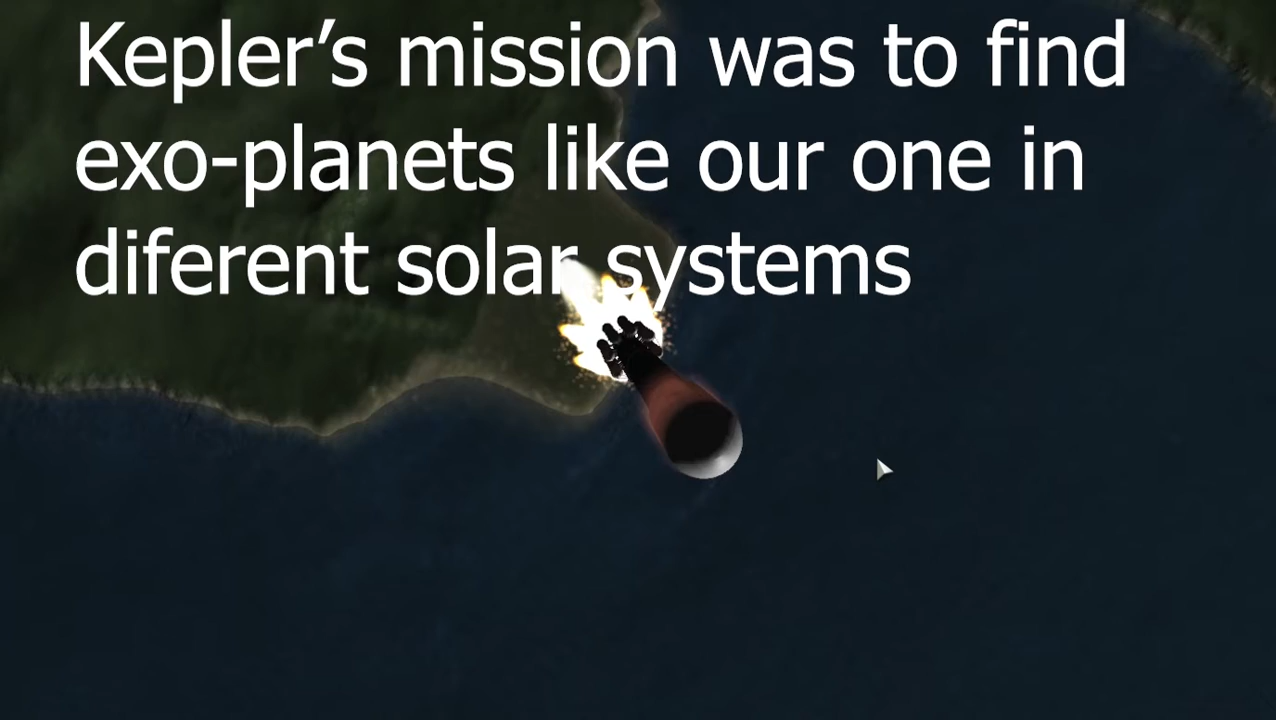 Kepler’s mission was to find
exo-planets like our one in
diferent solar systems